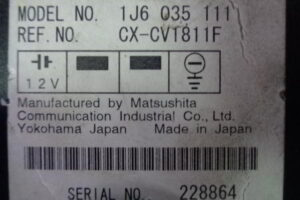 MODEL NO. 1J6 035 111
REF.NO. CX-CV1811F
12V
Manufactured by Matsushita
Communication Industrial Co., Ltd.
Yokohama Japan Made in Japan
SERIAL NO. 228864